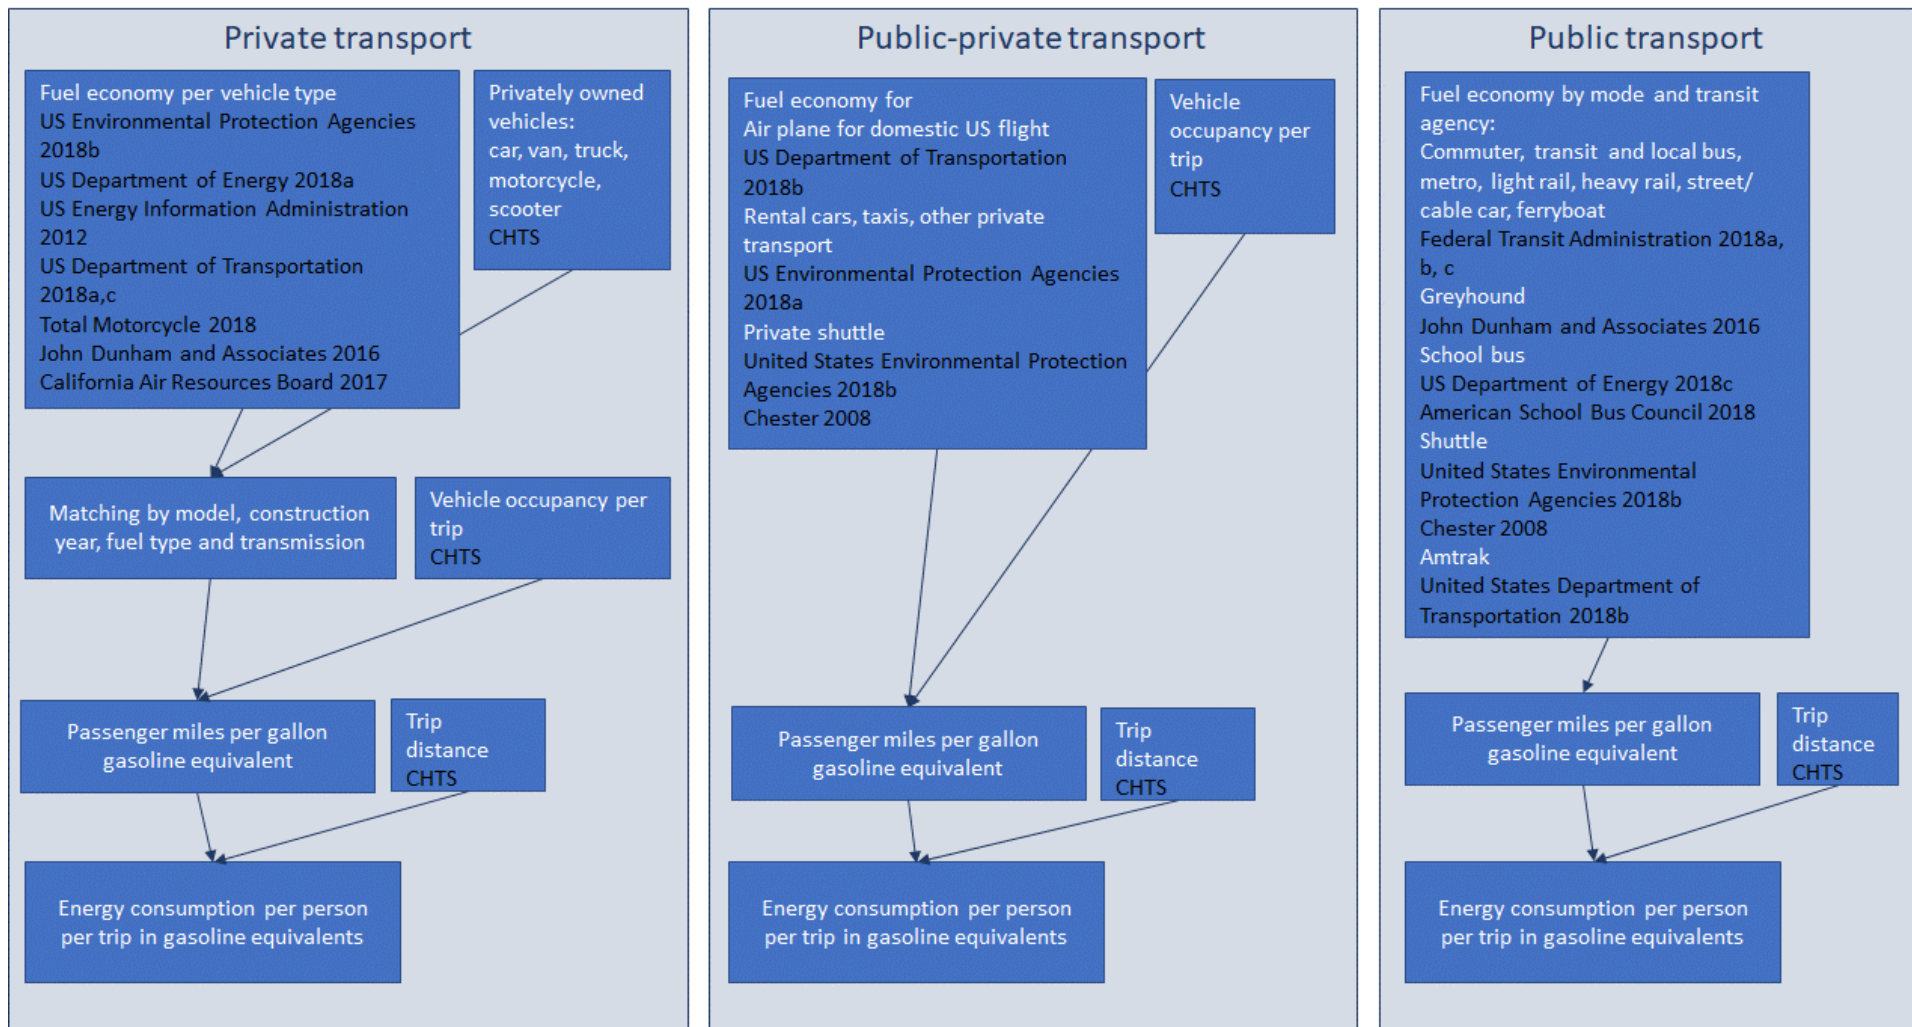 Private transport
Fuel economy per vehicle type
US Environmental Protection Agencies
2018b
US Department of Energy 2018a
US Energy Information Administration
2012
US Department of Transportation
2018a,c
Total Motorcycle 2018
John Dunham and Associates 2016
California Air Resources Board 2017
Privately owned
vehicles:
car, van, truck,
motorcycle,
scooter
CHTS
Matching by model, construction
year, fuel type and transmission
Vehicle occupancy per
trip
CHTS
Passenger miles per gallon
gasoline equivalent
Trip
distance
CHTS
Energy consumption per person
per trip in gasoline equivalents
Public-private transport
Fuel economy for
Air plane for domestic US flight
US Department of Transportation
2018b
Rental cars, taxis, other private
transport
US Environmental Protection Agencies
2018a
Private shuttle
United States Environmental Protection
Agencies 2018b
Chester 2008
Vehicle
occupancy per
trip
CHTS
Passenger miles per gallon
gasoline equivalent
Trip
distance
CHTS
Energy consumption per person
per trip in gasoline equivalents
Public transport
Fuel economy by mode and transit
agency:
Commuter, transit and local bus,
metro, light rail, heavy rail, street/
cable car, ferryboat
Federal Transit Administration 2018a,
b, c
Greyhound
John Dunham and Associates 2016
School bus
US Department of Energy 2018c
American School Bus Council 2018
Shuttle
United States Environmental
Protection Agencies 2018b
Chester 2008
Amtrak
United States Department of
Transportation 2018b
Passenger miles per gallon
gasoline equivalent
Trip
distance
CHTS
Energy consumption per person
per trip in gasoline equivalents